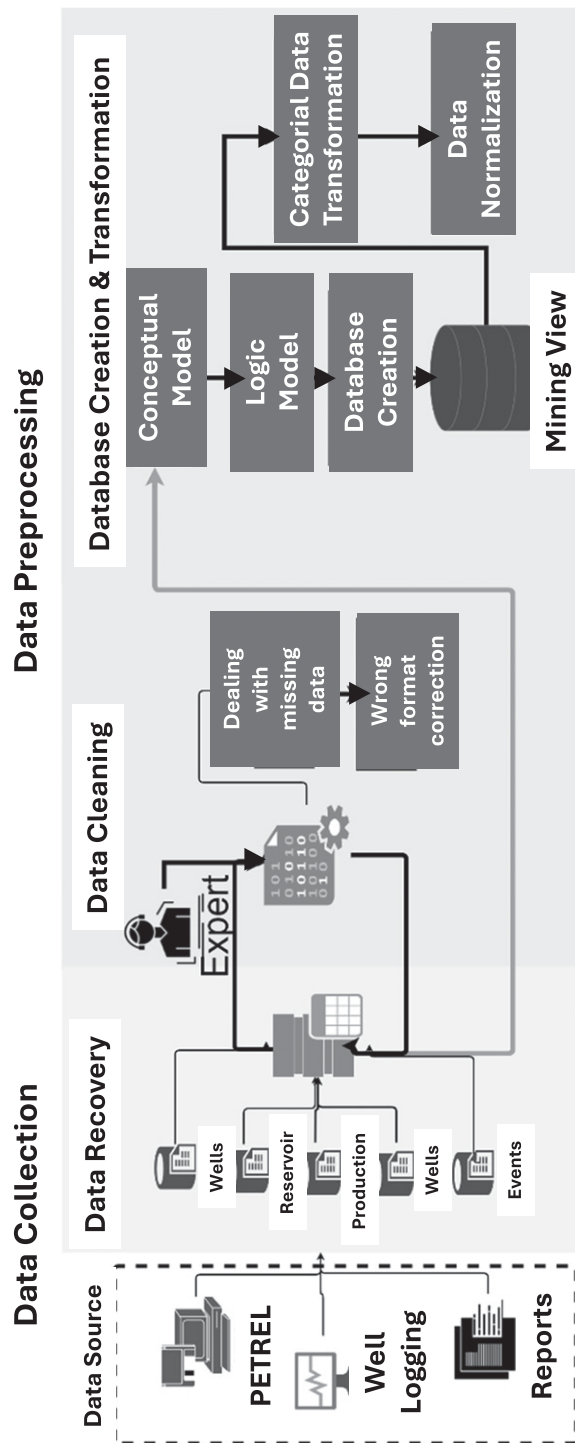 Data Collection
Data Preprocessing
Data Source
PETREL
Well
Logging
Reports
Data Recovery
Wells
Reservoir
Production
Wells
Events
Data Cleaning
Expert
101 0
01010
10110
01010
010
Dealing
with
missing
data
Wrong
format
correction
Database Creation & Transformation
Conceptual
Model
Logic
Model
Database
Creation
Mining View
Categorial Data
Transformation
Data
Normalization